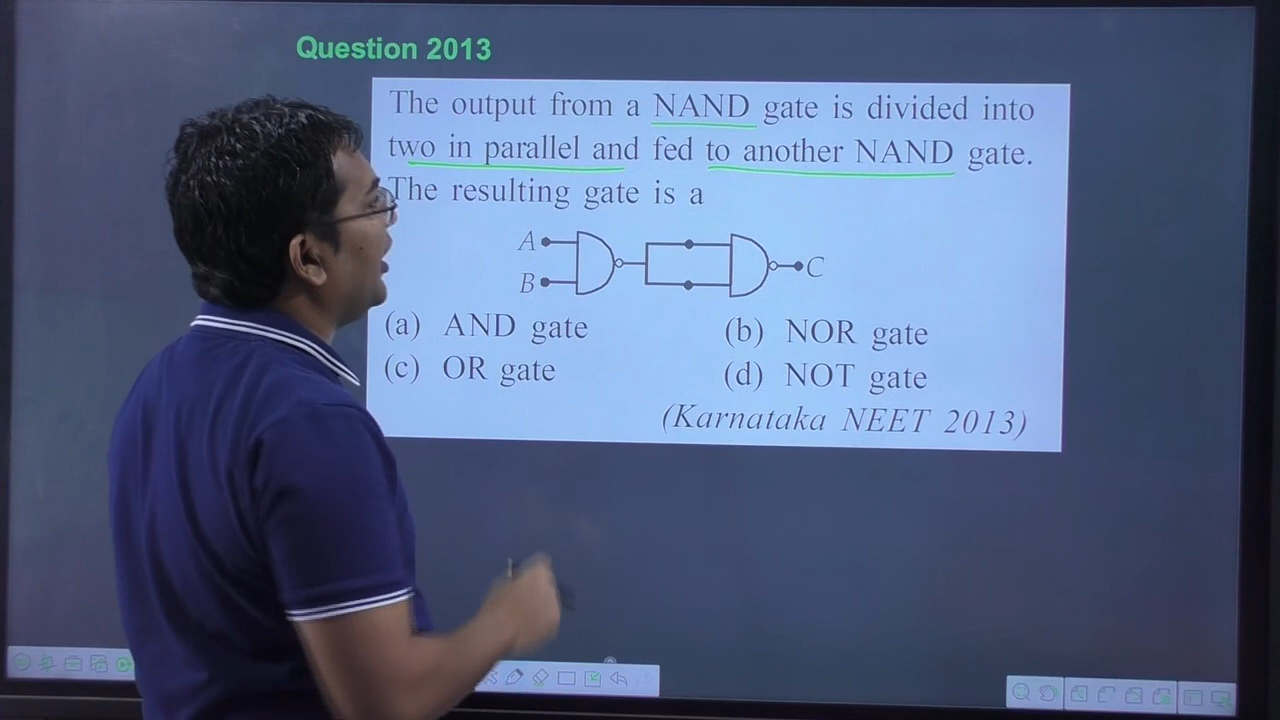 Question 2013
The output from a NAND gate is divided into
two in parallel and fed to another NAND gate.
The resulting gate is a
A
B
C
(a) AND gate (b) NOR gate
(c) OR gate (d) NOT gate
(Karnataka NEET 2013)